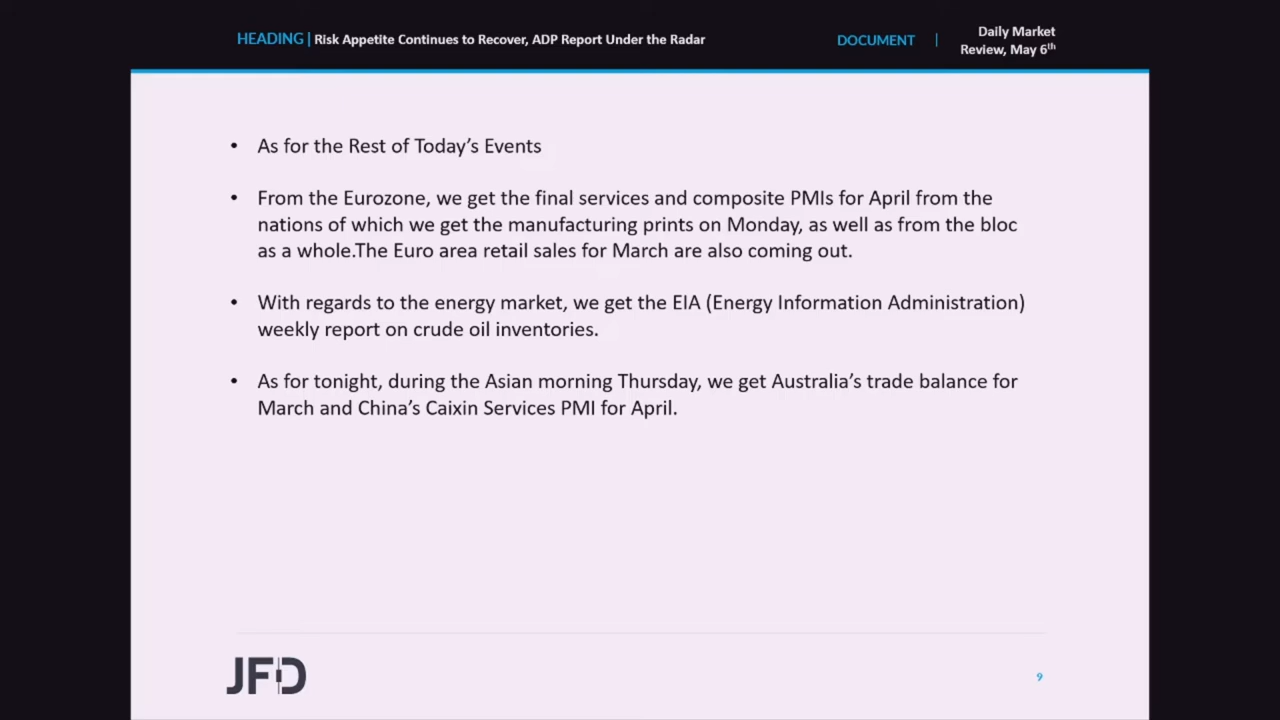 HEADING | Risk Appetite Continues to Recover, ADP Report Under the Radar
DOCUMENT | Daily Market
Review, May 6th
• As for the Rest of Today’s Events
• From the Eurozone, we get the final services and composite PMIs for April from the
nations of which we get the manufacturing prints on Monday, as well as from the bloc
as a whole.The Euro area retail sales for March are also coming out.
• With regards to the energy market, we get the EIA (Energy Information Administration)
weekly report on crude oil inventories.
• As for tonight, during the Asian morning Thursday, we get Australia’s trade balance for
March and China’s Caixin Services PMI for April.
JFD
9